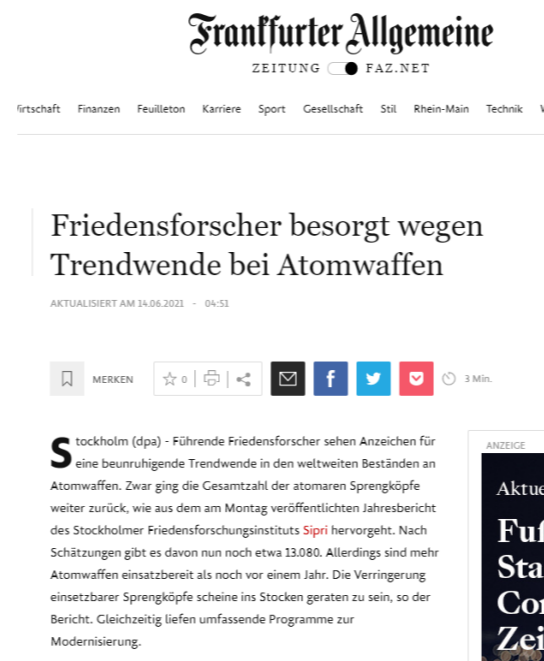 Frankfurter Allgemeine
ZEITUNG FAZ.NET
irtschaft Finanzen Feuilleton Karriere Sport Gesellschaft Stil Rhein-Main Technik
Friedensforscher besorgt wegen
Trendwende bei Atomwaffen
AKTUALISIERT AM 14.06.2021 - 04:51
MERKEN 0 f 3 Min.
Stockholm (dpa) - Führende Friedensforscher sehen Anzeichen für
eine beunruhigende Trendwende in den weltweiten Beständen an
Atomwaffen. Zwar ging die Gesamtzahl der atomaren Sprengköpfe
weiter zurück, wie aus dem am Montag veröffentlichten Jahresbericht
des Stockholmer Friedensforschungsinstituts Sipri hervorgeht. Nach
Schätzungen gibt es davon nun noch etwa 13.080. Allerdings sind mehr
Atomwaffen einsatzbereit als noch vor einem Jahr. Die Verringerung
einsetzbarer Sprengköpfe scheine ins Stocken geraten zu sein, so der
Bericht. Gleichzeitig liefen umfassende Programme zur
Modernisierung.
ANZEIGE
Aktue
Fuf
Sta
Con
Zei